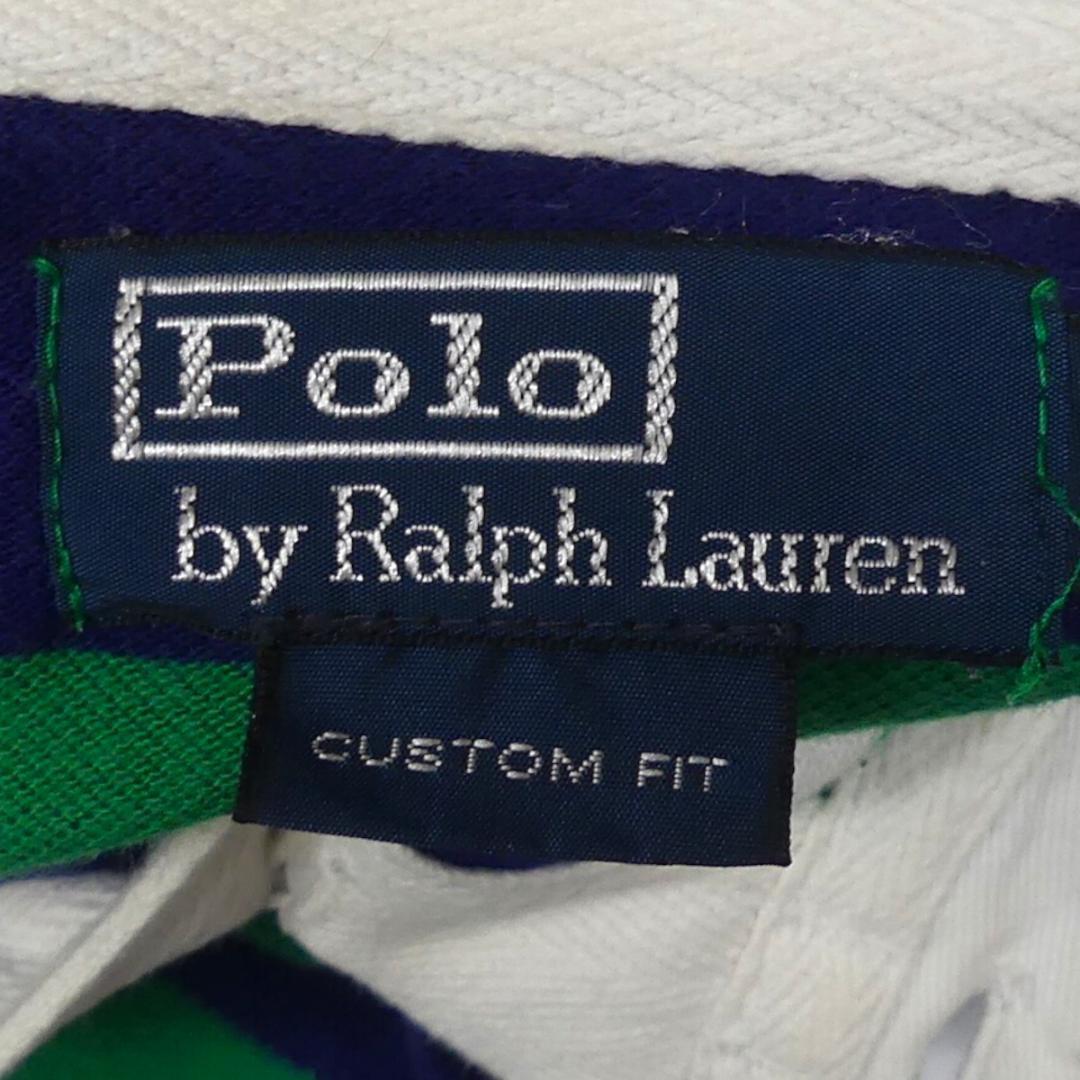 Polo
by Ralph Lauren
CUSTOM FIT